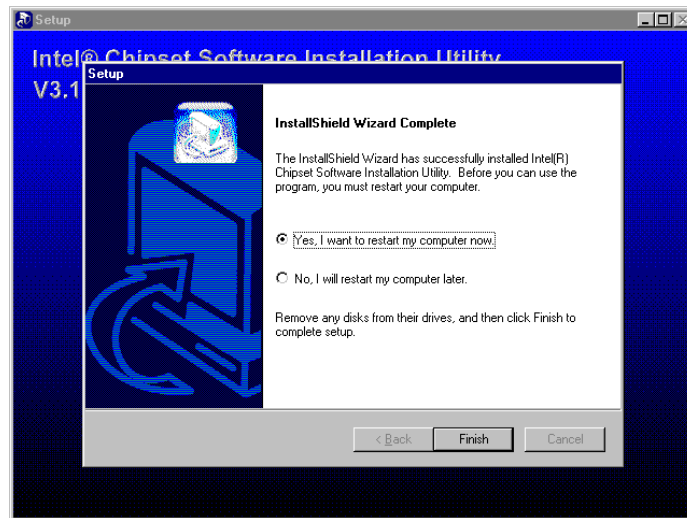 Setup
Intel® Chipset Software Installation Utility
V3.1
Setup
InstallShield Wizard Complete
The InstallShield Wizard has successfully installed Intel(R)
Chipset Software Installation Utility. Before you can use the
program, you must restart your computer.
Yes, I want to restart my computer now.
No, I will restart my computer later.
Remove any disks from their drives, and then click Finish to
complete setup.
< Back
Finish
Cancel